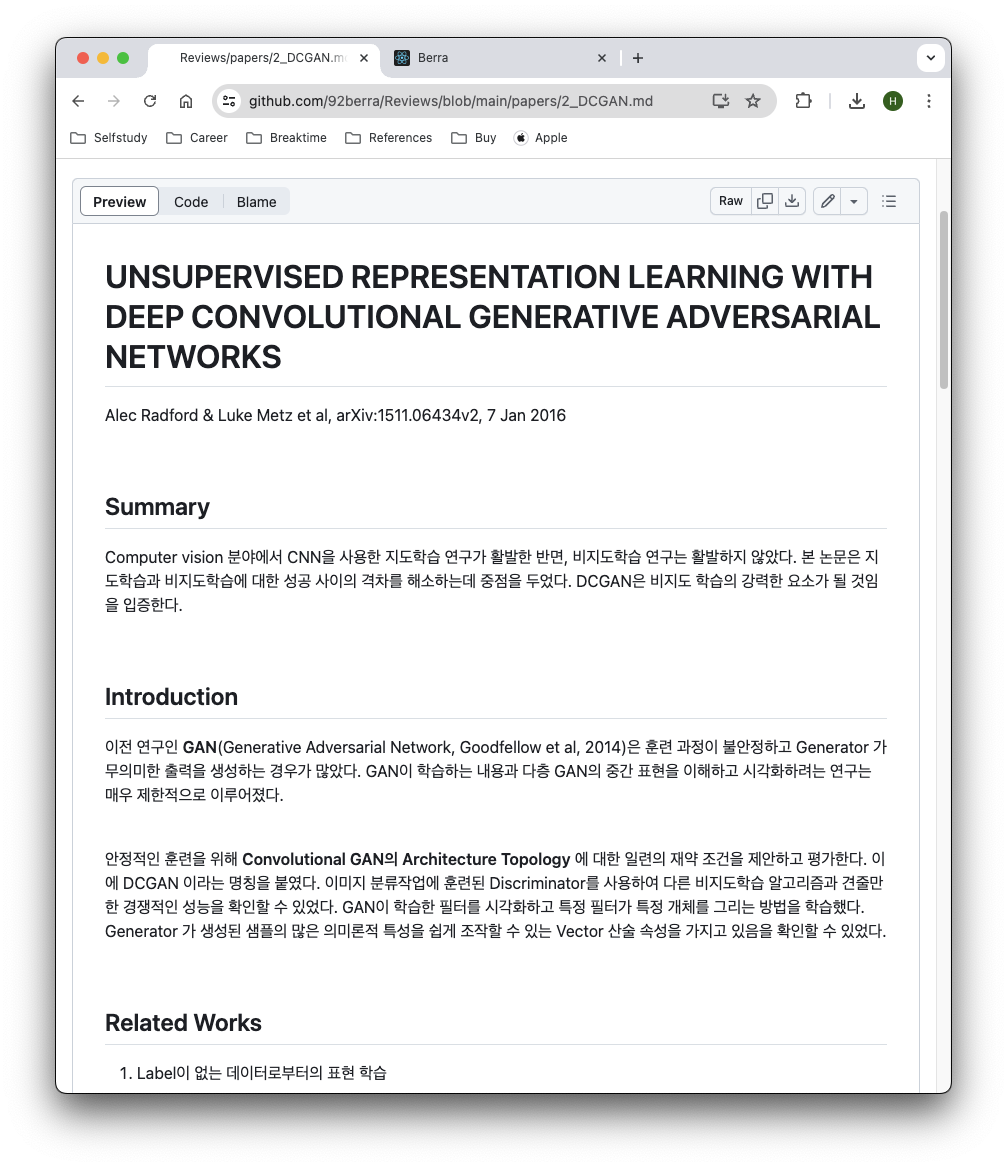 Reviews/papers/2_DCGAN.m
Berra
github.com/92berra/Reviews/blob/main/papers/2_DCGAN.md
H
Selfstudy
Career
Breaktime
References
Buy
Apple
Preview
Code
Blame
Raw
UNSUPERVISED REPRESENTATION LEARNING WITH
DEEP CONVOLUTIONAL GENERATIVE ADVERSARIAL
NETWORKS
Alec Radford & Luke Metz et al, arXiv:1511.06434v2, 7 Jan 2016
Summary
Computer vision 분야에서 CNN을 사용한 지도학습 연구가 활발한 반면, 비지도학습 연구는 활발하지 않았다. 본 논문은 지
도학습과 비지도학습에 대한 성공 사이의 격차를 해소하는데 중점을 두었다. DCGAN은 비지도 학습의 강력한 요소가 될 것임
을 입증한다.
Introduction
이전 연구인 GAN(Generative Adversarial Network, Goodfellow et al, 2014)은 훈련 과정이 불안정하고 Generator 가
무의미한 출력을 생성하는 경우가 많았다. GAN이 학습하는 내용과 다층 GAN의 중간 표현을 이해하고 시각화하려는 연구는
매우 제한적으로 이루어졌다.
안정적인 훈련을 위해 Convolutional GAN의 Architecture Topology 에 대한 일련의 재약 조건을 제안하고 평가한다. 이
에 DCGAN 이라는 명칭을 붙였다. 이미지 분류작업에 훈련된 Discriminator를 사용하여 다른 비지도학습 알고리즘과 견줄만
한 경쟁적인 성능을 확인할 수 있었다. GAN이 학습한 필터를 시각화하고 특정 필터가 특정 개체를 그리는 방법을 학습했다.
Generator 가 생성된 샘플의 많은 의미론적 특성을 쉽게 조작할 수 있는 Vector 산술 속성을 가지고 있음을 확인할 수 있었다.
Related Works
1. Label이 없는 데이터로부터의 표현 학습